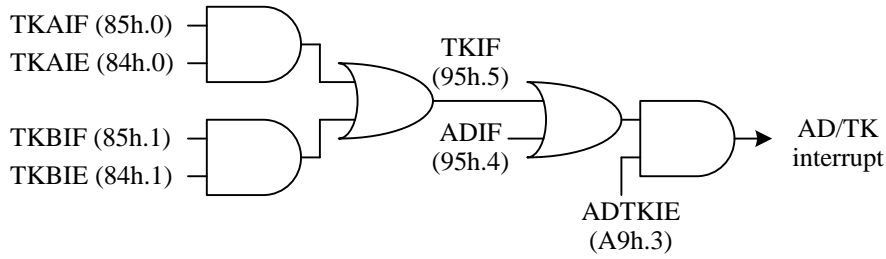 TKAIF (85h.0)
TKAIE (84h.0)
TKBIF (85h.1)
TKBIE (84h.1)
TKIF
(95h.5)
ADIF
(95h.4)
ADTKIE
(A9h.3)
AD/TK
interrupt